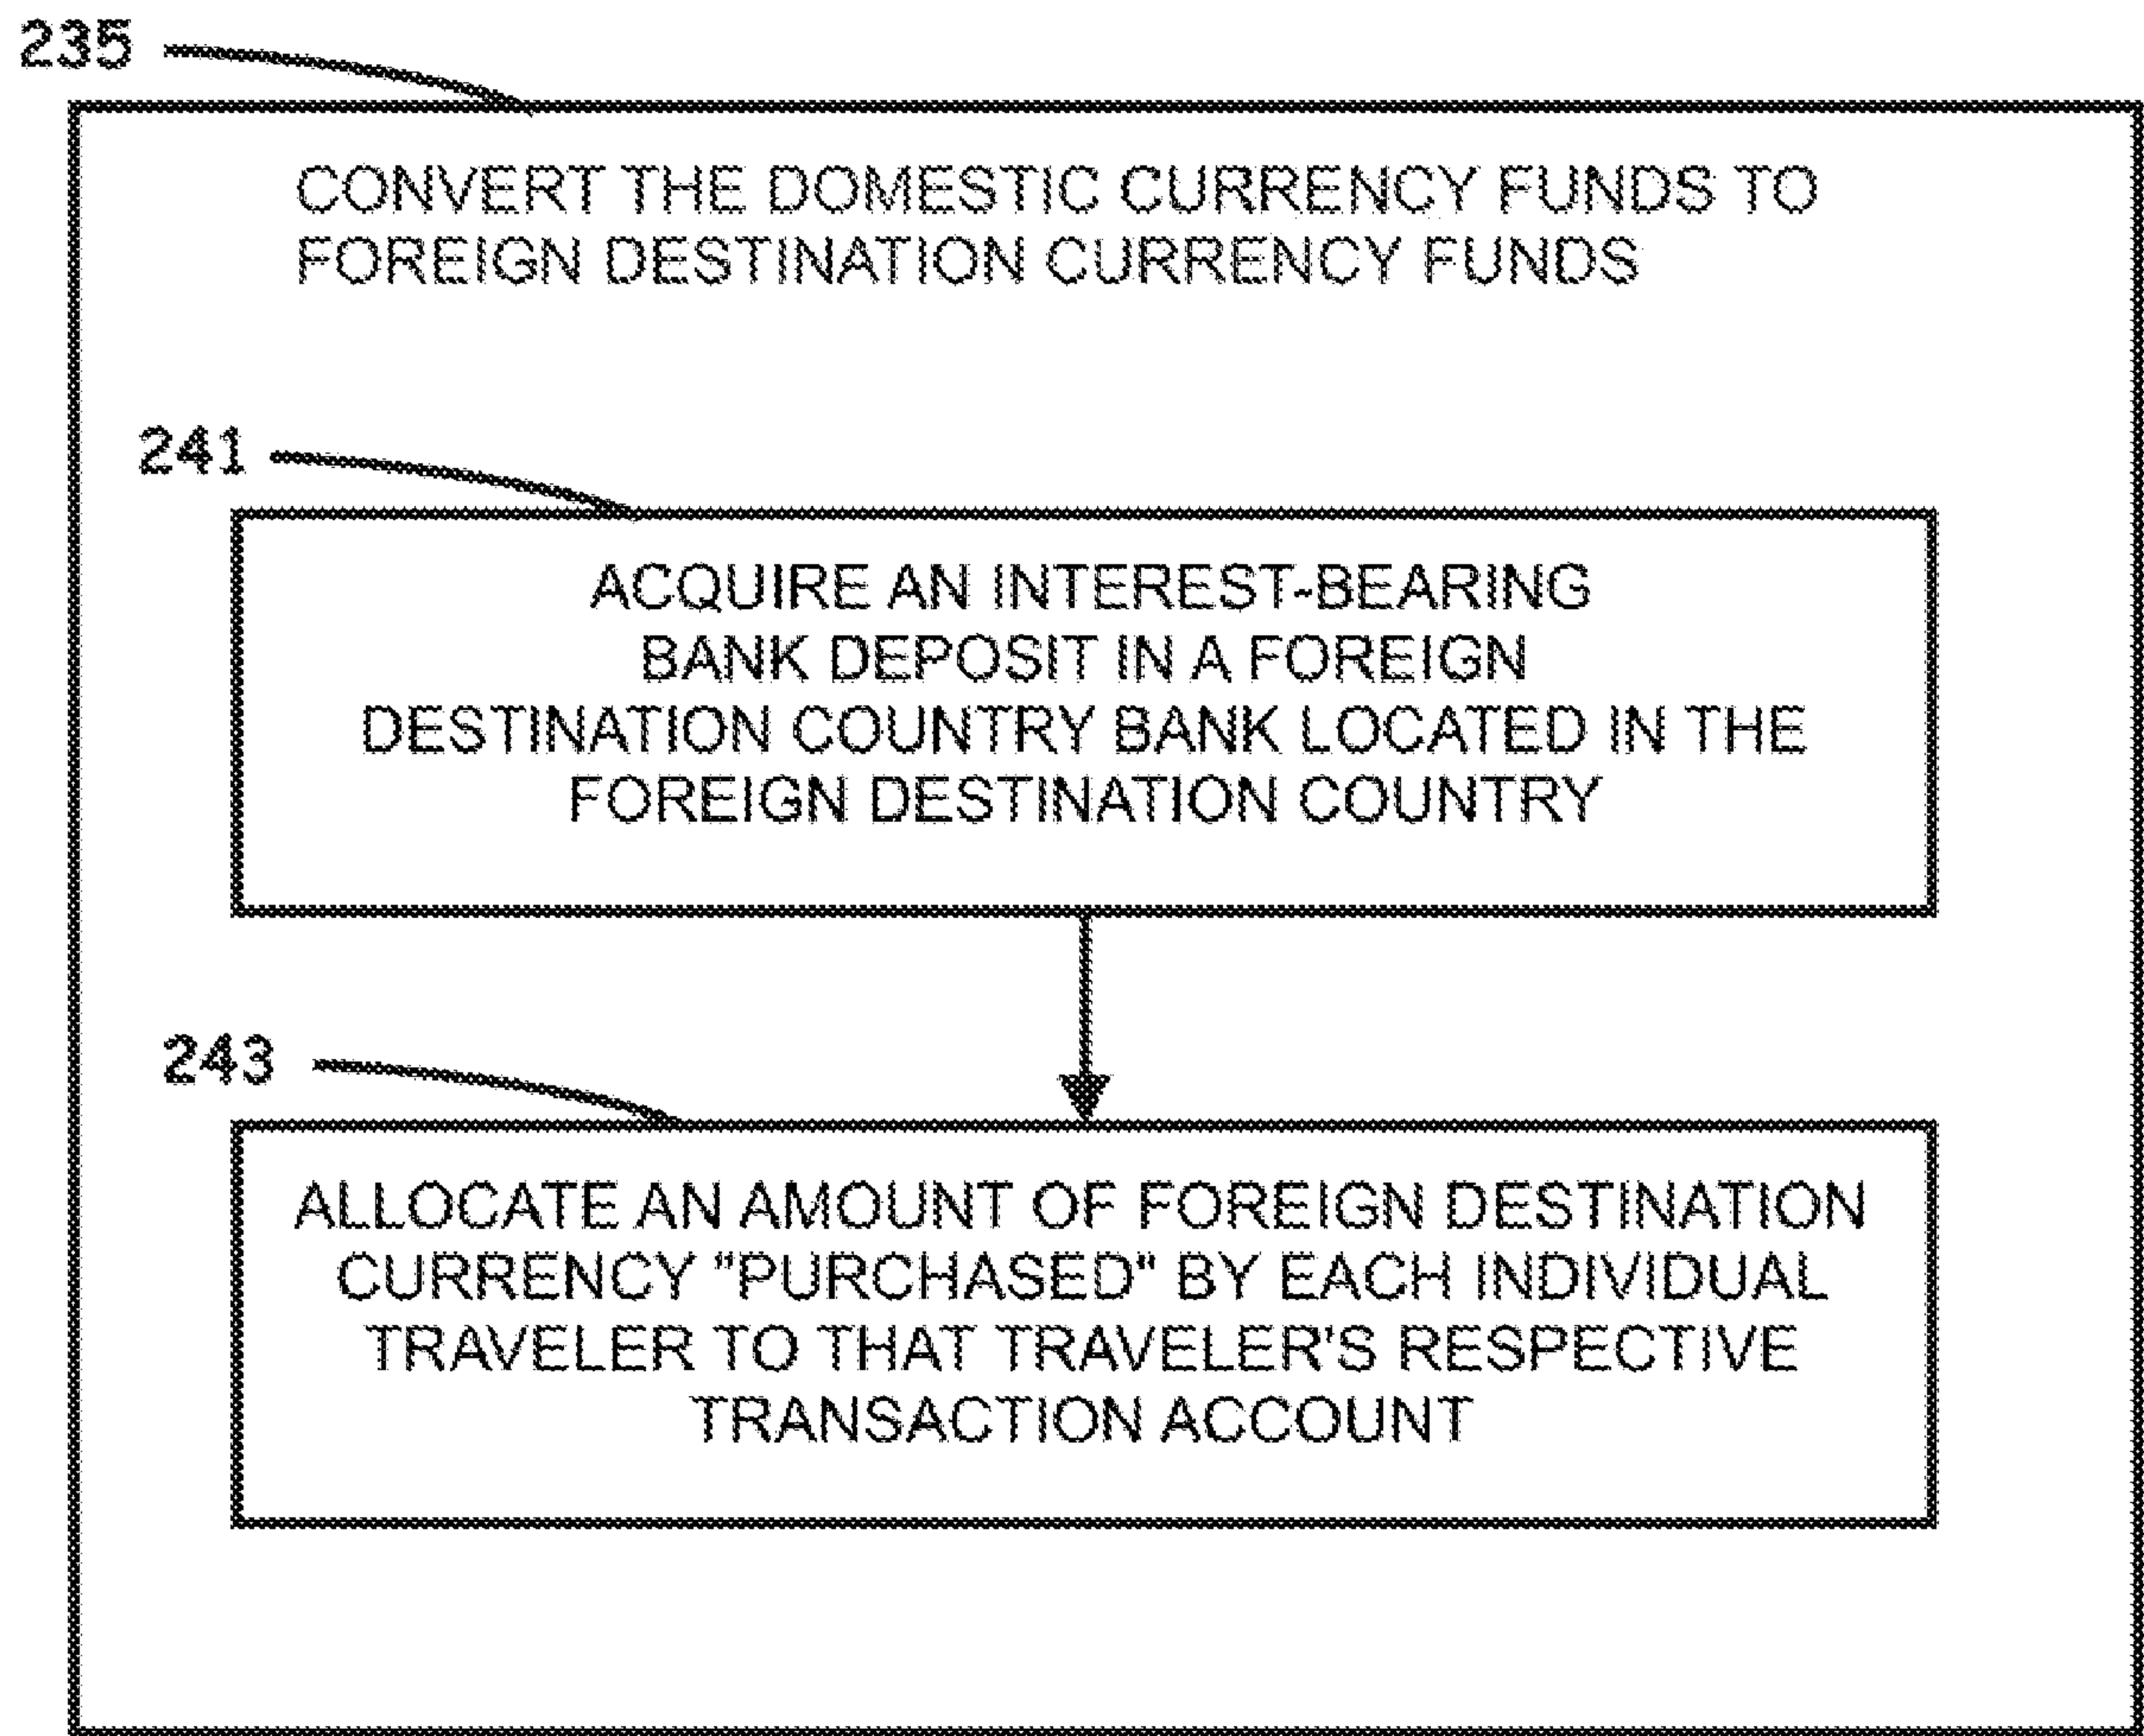 235
CONVERT THE DOMESTIC CURRENCY FUNDS TO
FOREIGN DESTINATION CURRENCY FUNDS
241
ACQUIRE AN INTEREST-BEARING
BANK DEPOSIT IN A FOREIGN
DESTINATION COUNTRY BANK LOCATED IN THE
FOREIGN DESTINATION COUNTRY
243
ALLOCATE AN AMOUNT OF FOREIGN DESTINATION
CURRENCY "PURCHASED" BY EACH INDIVIDUAL
TRAVELER TO THAT TRAVELER'S RESPECTIVE
TRANSACTION ACCOUNT